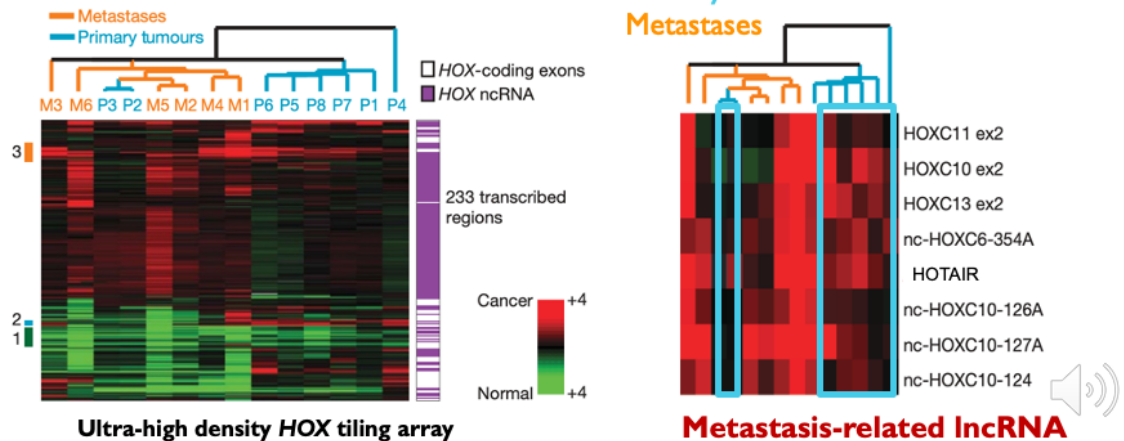 Metastases
Primary tumours
M3 M6 P3 P2 M5 M2 M4 M1 P6 P5 P8 P7 P1 P4
HOX-coding exons
HOX ncRNA
3
233 transcribed
regions
Cancer +4
2
1
Normal +4
Ultra-high density HOX tiling array
Metastases
HOXC11 ex2
HOXC10 ex2
HOXC13 ex2
nc-HOXC6-354A
HOTAIR
nc-HOXC10-126A
nc-HOXC10-127A
nc-HOXC10-124
Metastasis-related lncRNA